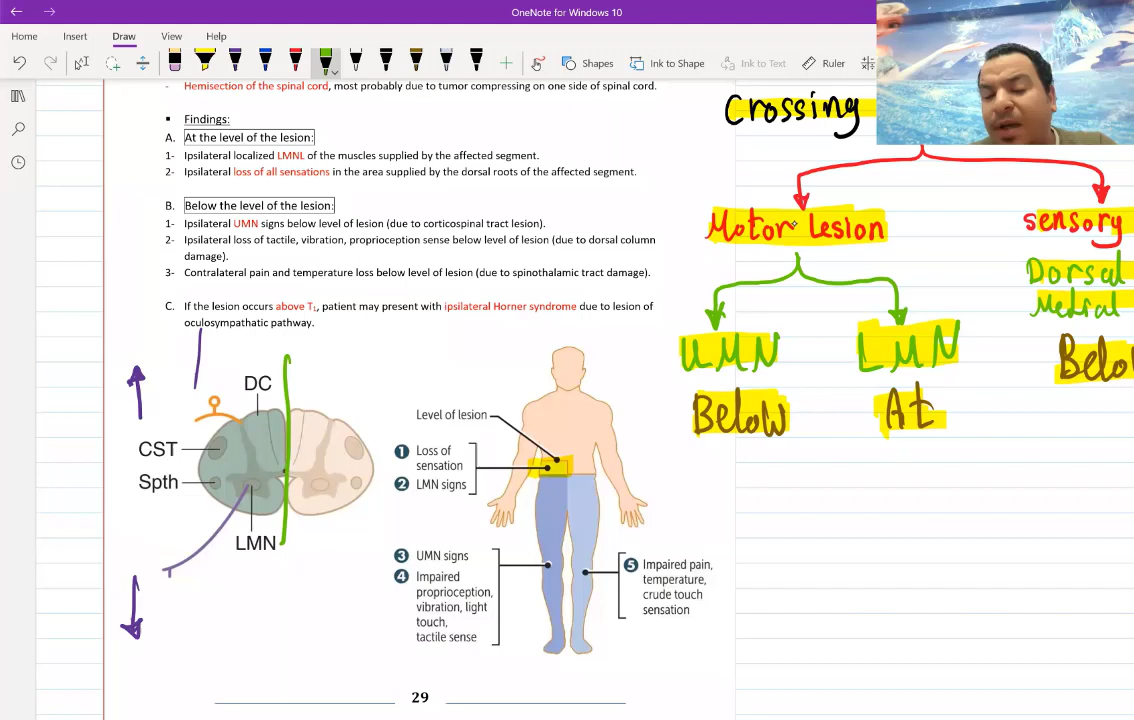 OneNote for Windows 10
Home Insert Draw View Help
Shapes Ink to Shape Ink to Text Ruler
- Hemisection of the spinal cord, most probably due to tumor compressing on one side of spinal cord.
▪ Findings:
A. At the level of the lesion:
1- Ipsilateral localized LMNL of the muscles supplied by the affected segment.
2- Ipsilateral loss of all sensations in the area supplied by the dorsal roots of the affected segment.
B. Below the level of the lesion:
1- Ipsilateral UMN signs below level of lesion (due to corticospinal tract lesion).
2- Ipsilateral loss of tactile, vibration, proprioception sense below level of lesion (due to dorsal column
damage).
3- Contralateral pain and temperature loss below level of lesion (due to spinothalamic tract damage).
C. If the lesion occurs above T1, patient may present with ipsilateral Horner syndrome due to lesion of
oculosympathatic pathway.
DC
CST
Spth
LMN
Level of lesion
1 Loss of
sensation
2 LMN signs
3 UMN signs
4 Impaired
proprioception,
vibration, light
touch,
tactile sense
5 Impaired pain,
temperature,
crude touch
sensation
29
Crossing
Motor Lesion
sensory
Dorsal
Medial
UMN
LMN
Below
At
Belo